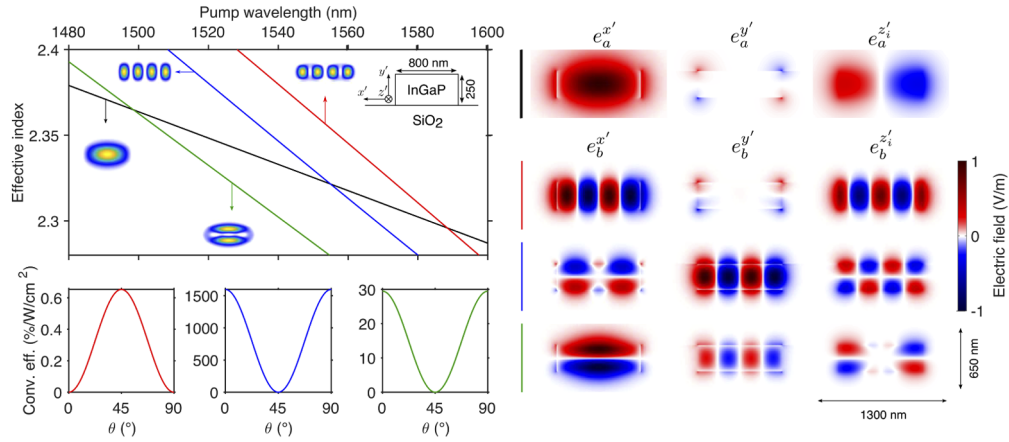 Pump wavelength (nm)
1480 1500 1520 1540 1560 1580 1600
2.4
2.35
2.3
Effective index
y'
x'
z'
800 nm
InGaP
250
SiO2
Conv. eff. (%/W/cm 2)
0.6
0.4
0.2
0
1500
1000
500
0
30
20
10
0
0 45 90
0 45 90
0 45 90
θ (°)
θ (°)
θ (°)
e_a^{x'} e_a^{y'} e_a^{z'_i}
e_b^{x'} e_b^{y'} e_b^{z'_i}
1
0
-1
Electric field (V/m)
650 nm
1300 nm